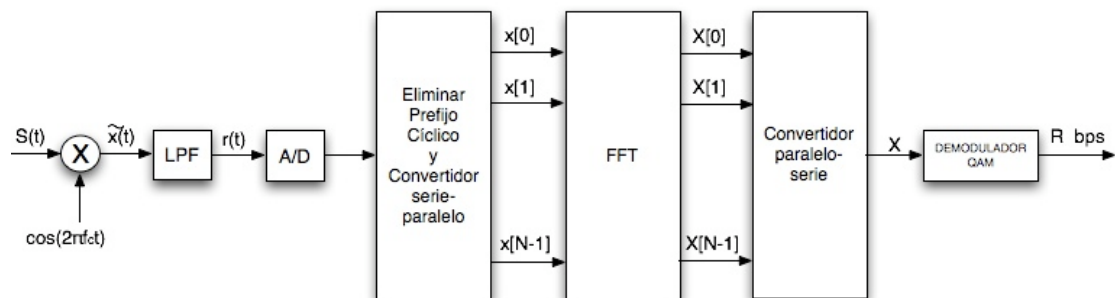 S(t)
X
cos(2πfct)
x̃(t)
LPF
r(t)
A/D
Eliminar
Prefijo
Cíclico
y
Convertidor
serie-
paralelo
x[0]
x[1]
x[N-1]
FFT
X[0]
X[1]
X[N-1]
Convertidor
paralelo-
serie
X
DEMODULADOR
QAM
R bps